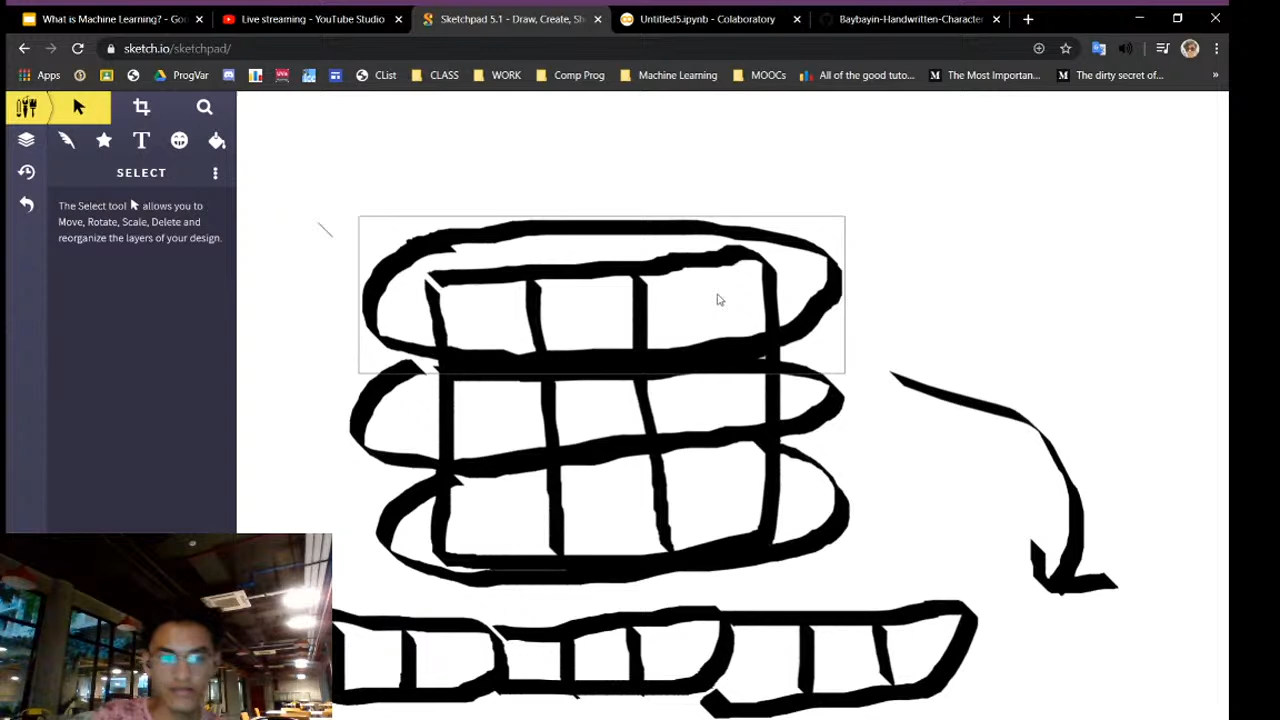 What is Machine Learning? - Goo
Live streaming - YouTube Studio
Sketchpad 5.1 - Draw, Create, Sh
Untitled5.ipynb - Colaboratory
Baybayin-Handwritten-Character
sketch.io/sketchpad/
Apps ProgVar CList CLASS WORK Comp Prog Machine Learning MOOCs All of the good tuto... The Most Importan... The dirty secret of...
SELECT
The Select tool allows you to
Move, Rotate, Scale, Delete and
reorganize the layers of your design.